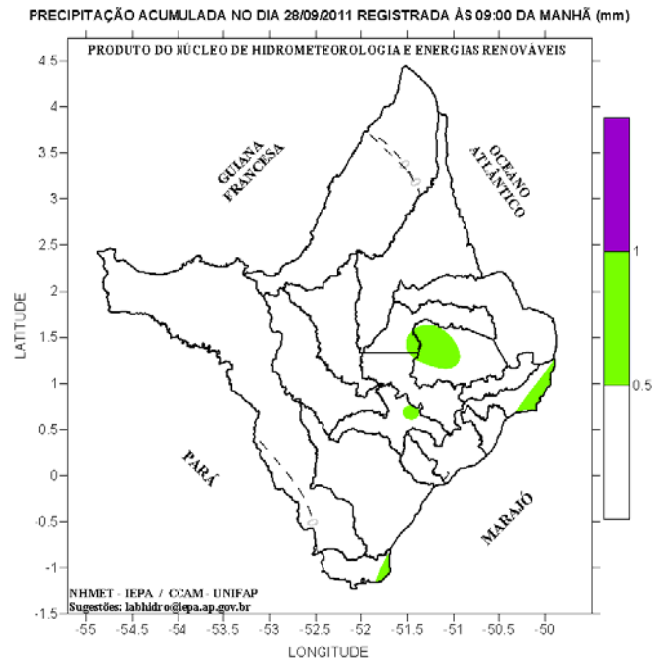 PRECIPITAÇÃO ACUMULADA NO DIA 28/09/2011 REGISTRADA ÀS 09:00 DA MANHÃ (mm)
PRODUTO DO NÚCLEO DE HIDROMETEOROLOGIA E ENERGIAS RENOVÁVEIS
4.5
4
3.5
3
2.5
2
1.5
1
0.5
0
-0.5
-1
-1.5
LATITUDE
GUIANA
FRANCESA
OCEANO
ATLÂNTICO
0
0
1
0.5
PARÁ
0
MARAJÓ
NHMET - IEPA / CCAM - UNIFAP
Sugestões: labhidro@iepa.ap.gov.br
-55 -54.5 -54 -53.5 -53 -52.5 -52 -51.5 -51 -50.5 -50
LONGITUDE